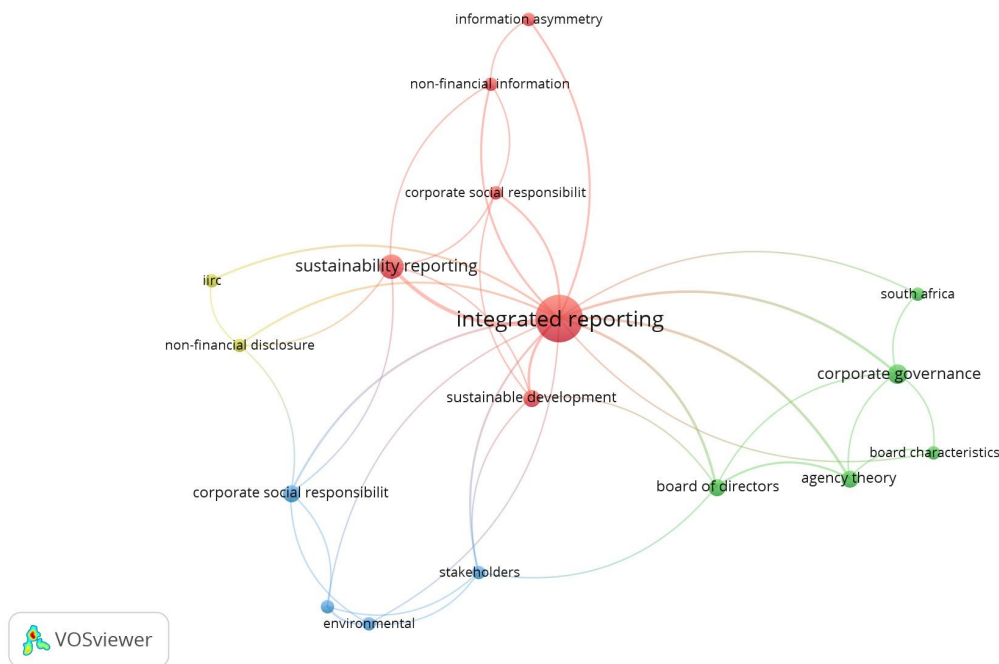 information asymmetry
non-financial information
corporate social responsibilit
sustainability reporting
iirc
south africa
integrated reporting
non-financial disclosure
corporate governance
sustainable development
board characteristics
agency theory
board of directors
corporate social responsibilit
stakeholders
environmental
VOSviewer